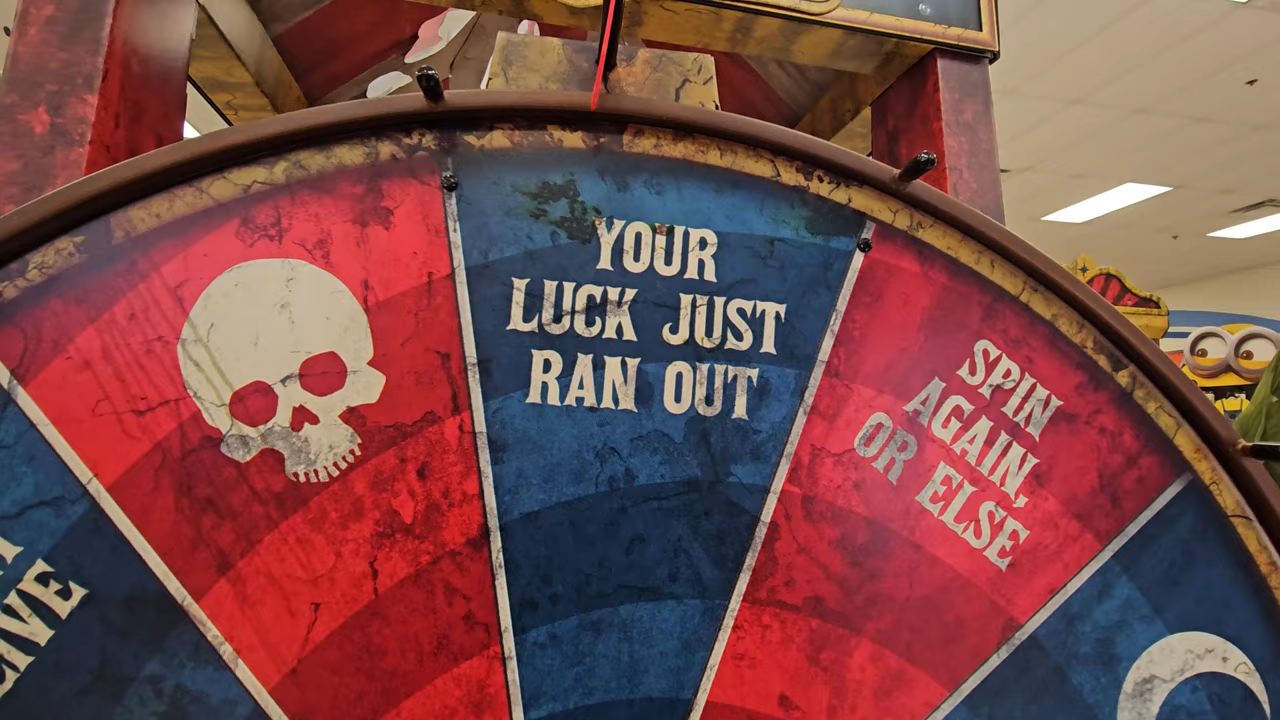 YOUR
LUCK JUST
RAN OUT
SPIN
AGAIN,
OR ELSE